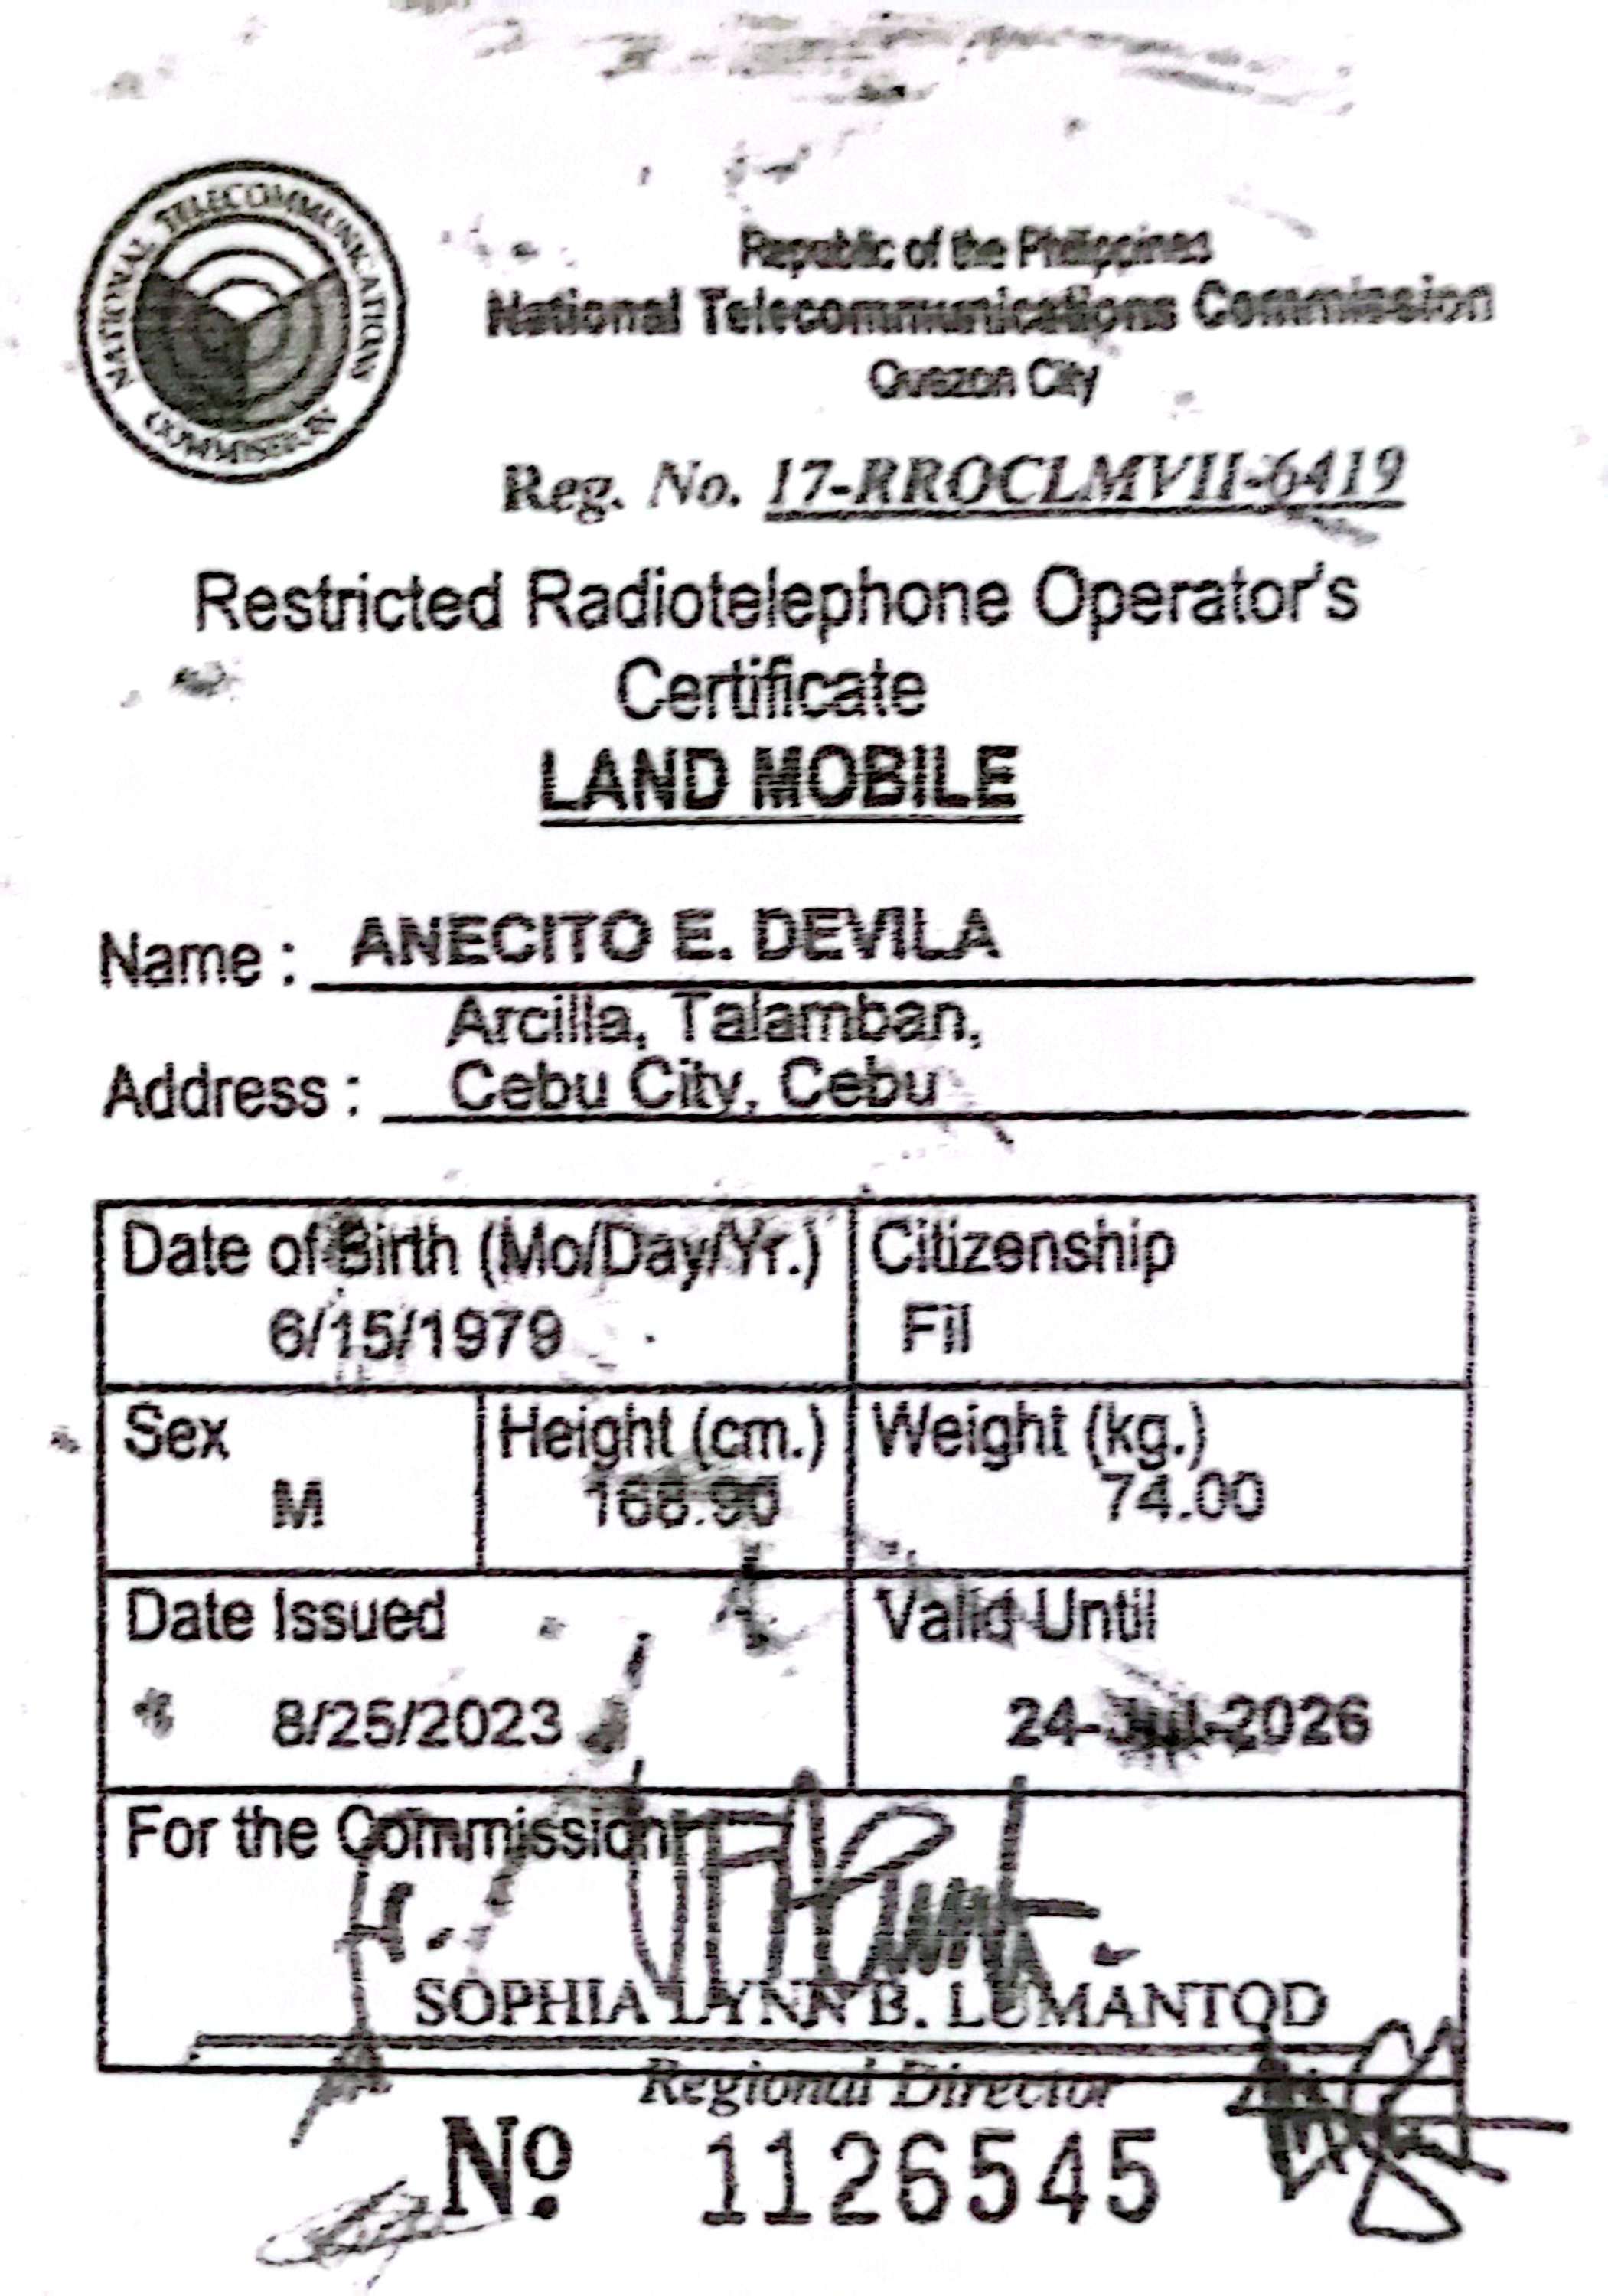 NATIONAL TELECOMMUNICATIONS COMMISSION
Republic of the Philippines
National Telecommunications Commission
Quezon City
Reg. No. 17-RROCLMVII-6419
Restricted Radiotelephone Operator's
Certificate
LAND MOBILE
Name : ANECITO E. DEVILA
Arcilla, Talamban,
Address : Cebu City, Cebu
Date of Birth (Mo/Day/Yr.) Citizenship
6/15/1979 Fil
Sex Height (cm.) Weight (kg.)
M 168.90 74.00
Date Issued Valid Until
8/25/2023 24-Jul-2026
For the Commission
SOPHIA LYNN B. LUMANTOD
Regional Director
No. 1126545